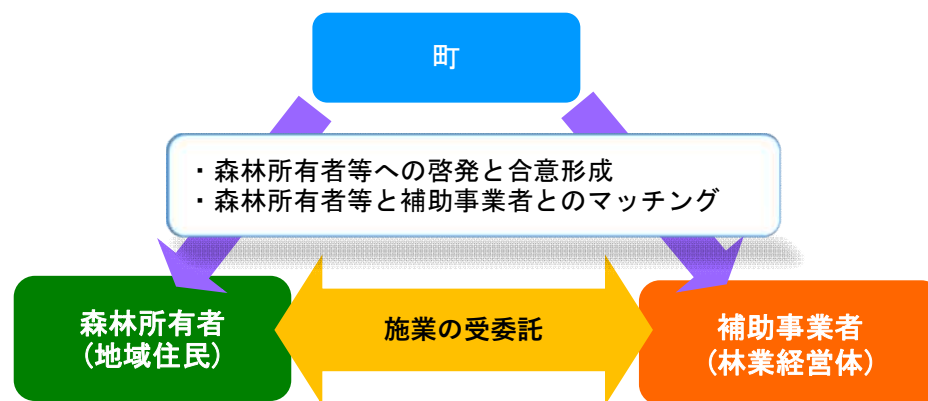 町
・森林所有者等への啓発と合意形成
・森林所有者等と補助事業者とのマッチング
森林所有者
(地域住民)
施業の受委託
補助事業者
(林業経営体)